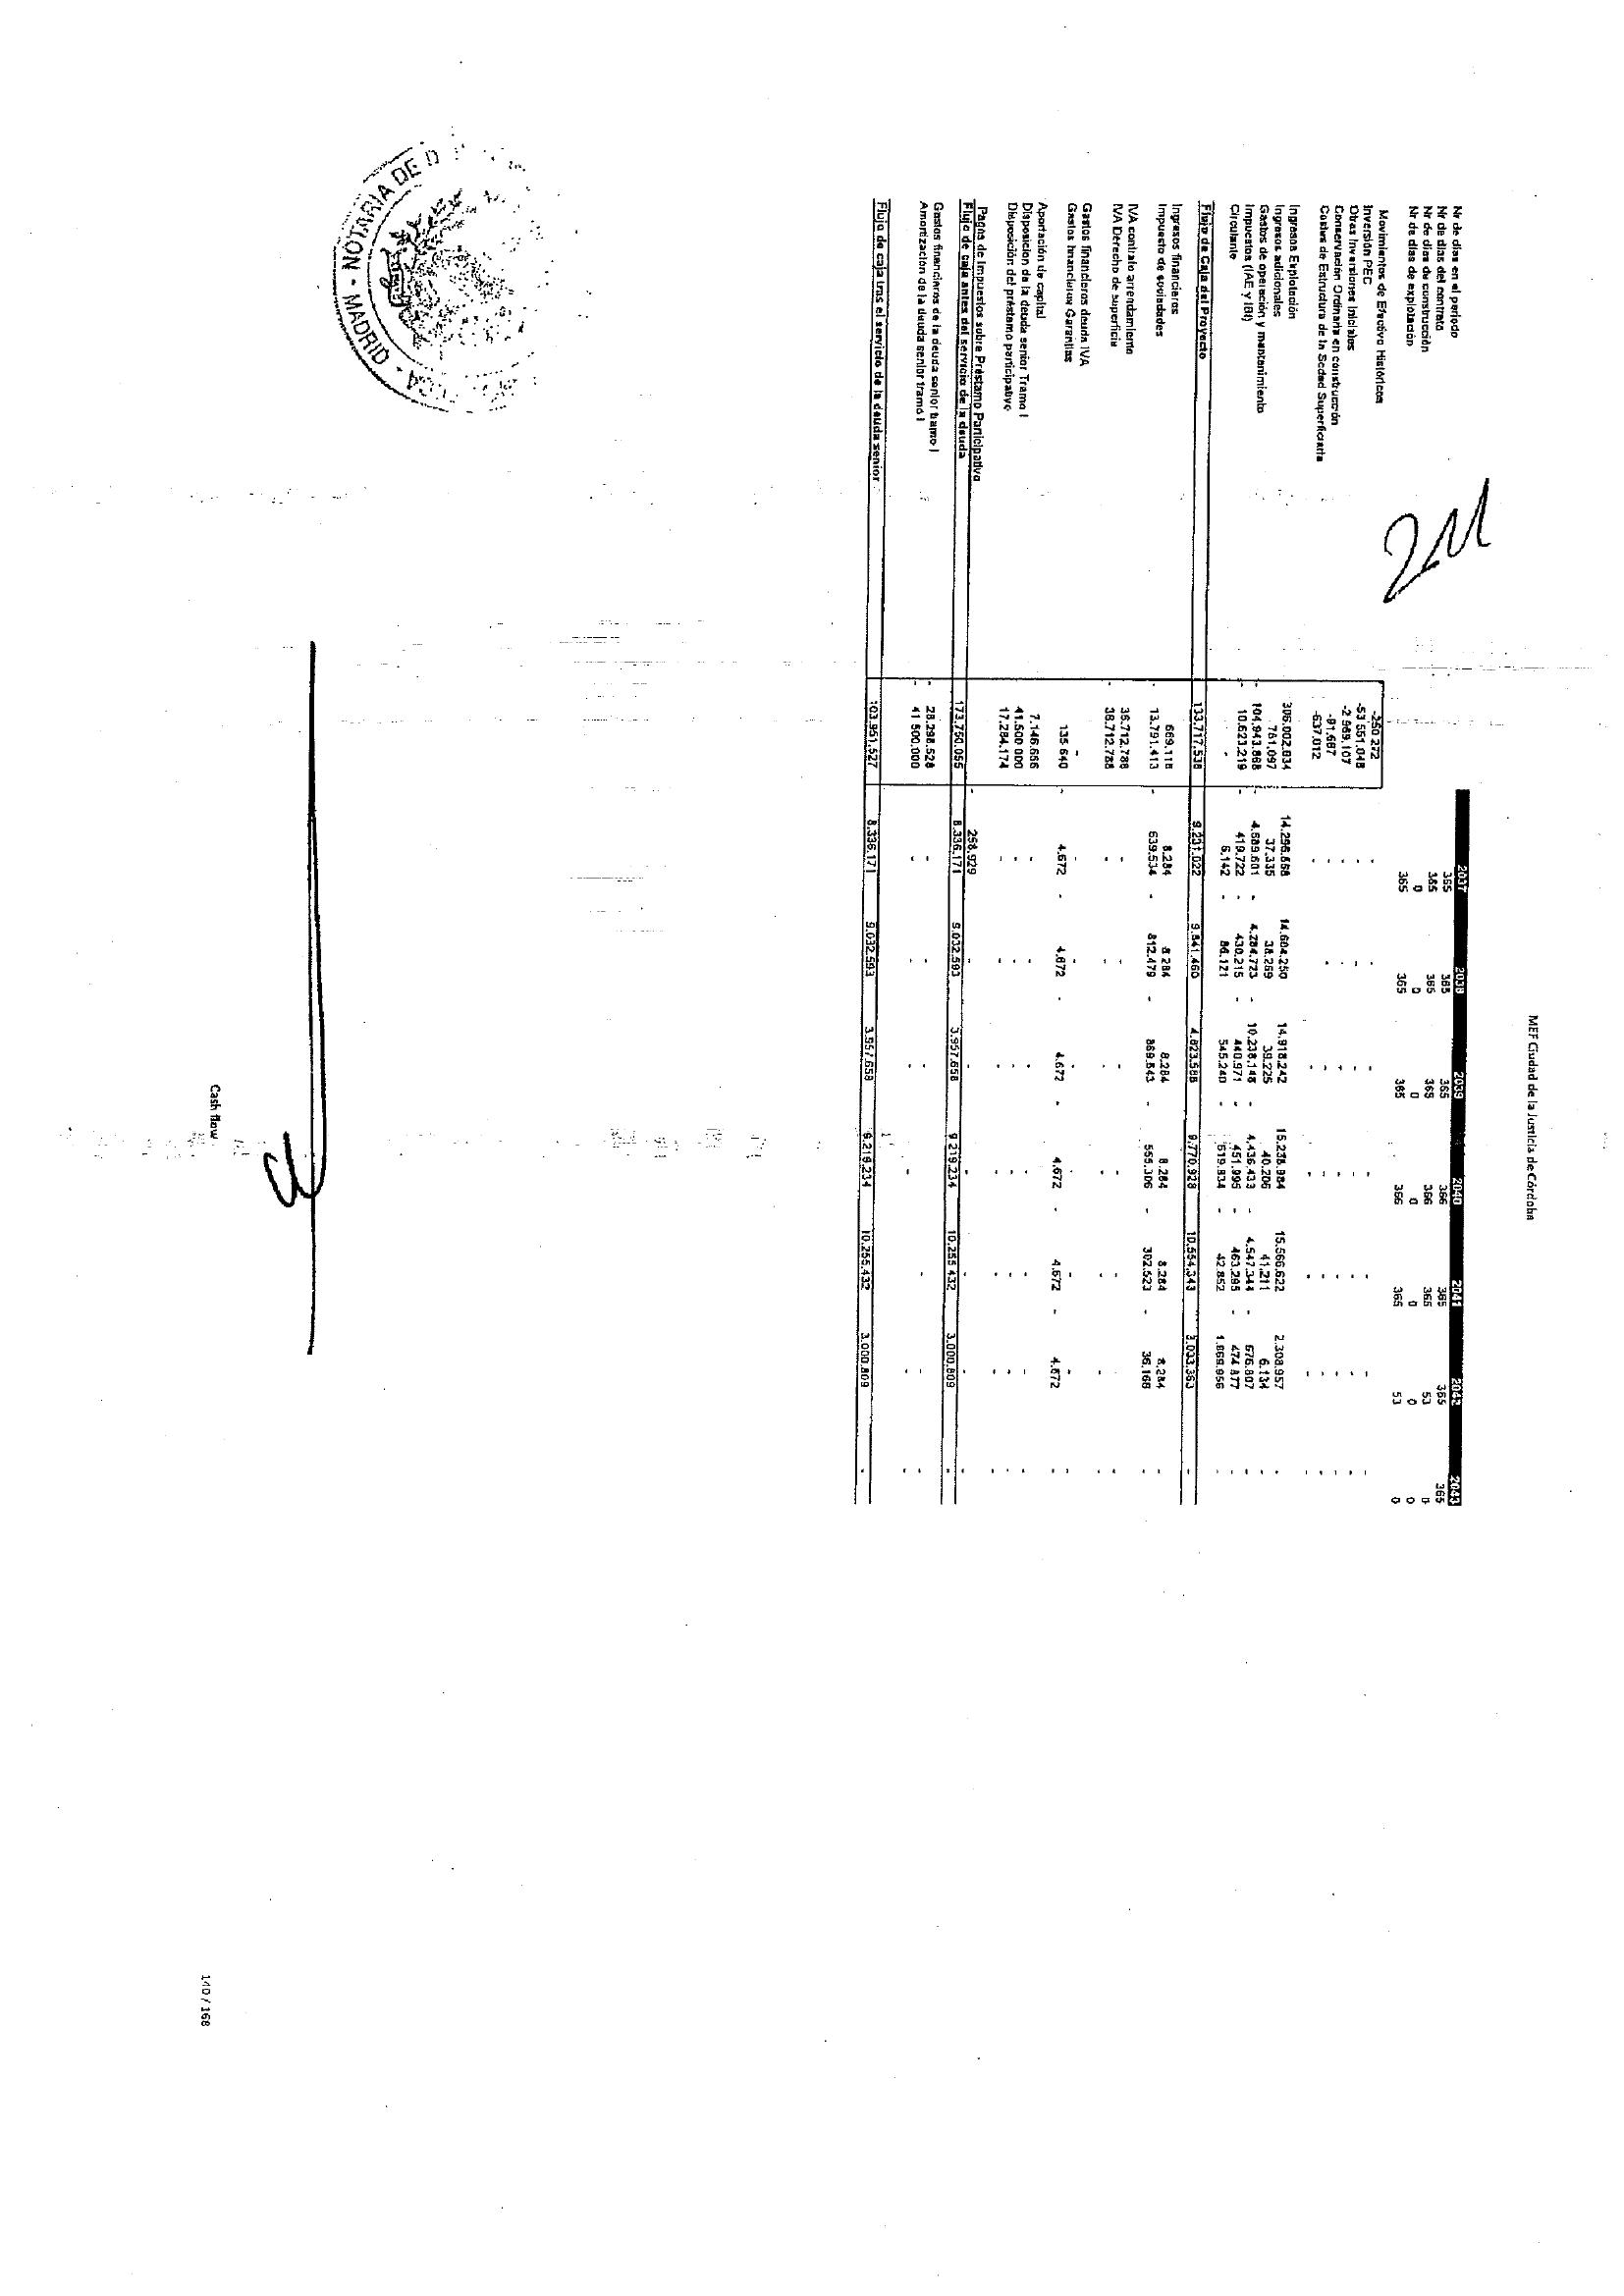 MEF Ciudad de la Justicia de Córdoba
2037 2038 2039 2040 2041 2042 2043
Nr de dias en el periodo 365 365 365 366 365 365 365
Nr de dias del contrato 365 365 365 366 365 53 0
Nr de dias de construcción 0 0 0 0 0 0 0
Nr de dias de explotación 365 365 365 366 365 53 0
Movimientos de Efectivo Históricos -250.272 - - - - - -
Inversión PEC -53.551.048 - - - - - -
Otras Inversiones Iniciales -2.989.107 - - - - - -
Conservación Ordinaria en construcción -91.687 - - - - - -
Costes de Estructura de la Sociedad Superficiaria -637.012 - - - - - -
Ingresos Explotación 306.002.834 14.298.868 14.604.250 14.918.242 15.238.984 15.566.622 2.308.957 -
Ingresos adicionales 781.097 37.335 38.259 39.225 40.206 41.211 6.134 -
Gastos de operación y mantenimiento - 104.943.868 - 4.689.601 - 4.284.723 - 10.238.148 - 4.436.433 - 4.547.344 - 676.807 -
Impuestos (IAE y IBI) - 10.623.219 - 419.722 - 430.215 - 440.971 - 451.995 - 463.295 - 474.877 -
Circulante - 6.142 - 86.121 545.240 - 619.834 - 42.852 1.869.956 -
Flujo de Caja del Proyecto 133.717.538 9.231.022 9.841.460 4.823.588 9.770.928 10.554.343 3.033.363 -
Ingresos financieros 669.118 8.284 8.284 8.284 8.284 8.284 8.284 -
Impuesto de sociedades - 13.791.413 - 639.534 - 812.479 - 869.543 - 555.306 - 302.523 - 36.168 -
IVA contrato arrendamiento 36.712.788 - - - - - - -
IVA Derecho de superficie - 36.712.788 - - - - - - -
Gastos financieros deuda IVA - - - - - - - -
Gastos financieros Garantías - 135.640 - 4.672 - 4.672 - 4.672 - 4.672 - 4.672 - 4.672 -
Aportación de capital 7.146.666 - - - - - - -
Disposición de la deuda senior Tramo I 41.500.000 - - - - - - -
Disposición del préstamo participativo 17.284.174 - - - - - - -
Pagos de Impuestos sobre Préstamo Participativo - 258.929 - - - - - -
Flujo de caja antes del servicio de la deuda 173.750.055 8.336.171 9.032.593 3.957.658 9.219.234 10.255.432 3.000.809 -
Gastos financieros de la deuda senior tramo I - 28.298.528 - - - - - - -
Amortización de la deuda senior tramo I - 41.500.000 - - - - - - -
Flujo de caja tras el servicio de la deuda senior 103.951.527 8.336.171 9.032.593 3.957.658 9.219.234 10.255.432 3.000.809 -
NOTARIA DE D
MADRID
Cash flow
140 / 168